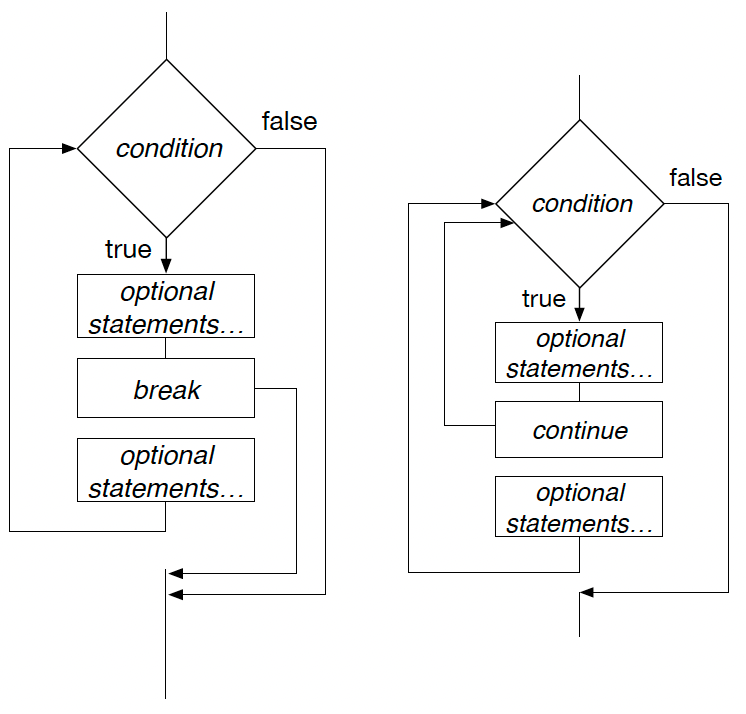 false
condition
true
optional
statements...
break
optional
statements...
false
condition
true
optional
statements...
continue
optional
statements...